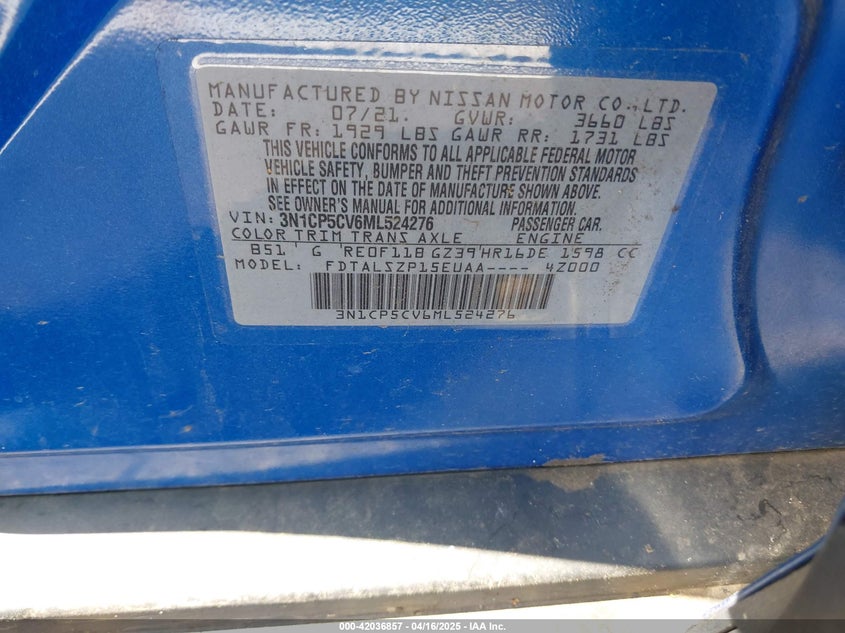 MANUFACTURED BY NISSAN MOTOR CO.,LTD.
DATE: 07/21. GVWR: 3660 LBS
GAWR FR: 1929 LBS GAWR RR: 1731 LBS
THIS VEHICLE CONFORMS TO ALL APPLICABLE FEDERAL MOTOR
VEHICLE SAFETY, BUMPER AND THEFT PREVENTION STANDARDS
IN EFFECT ON THE DATE OF MANUFACTURE SHOWN ABOVE.
SEE OWNER'S MANUAL FOR ADDITIONAL INFORMATION
VIN: 3N1CP5CV6ML524276 PASSENGER CAR.
COLOR TRIM TRANS AXLE ENGINE
B51' G 'RE0F11B GZ39'HR16DE 1598 CC
MODEL: FDTALSZP15EUAA---- 4Z000
3N1CP5CV6ML524276
000-42036857 - 04/16/2025 - IAA Inc.